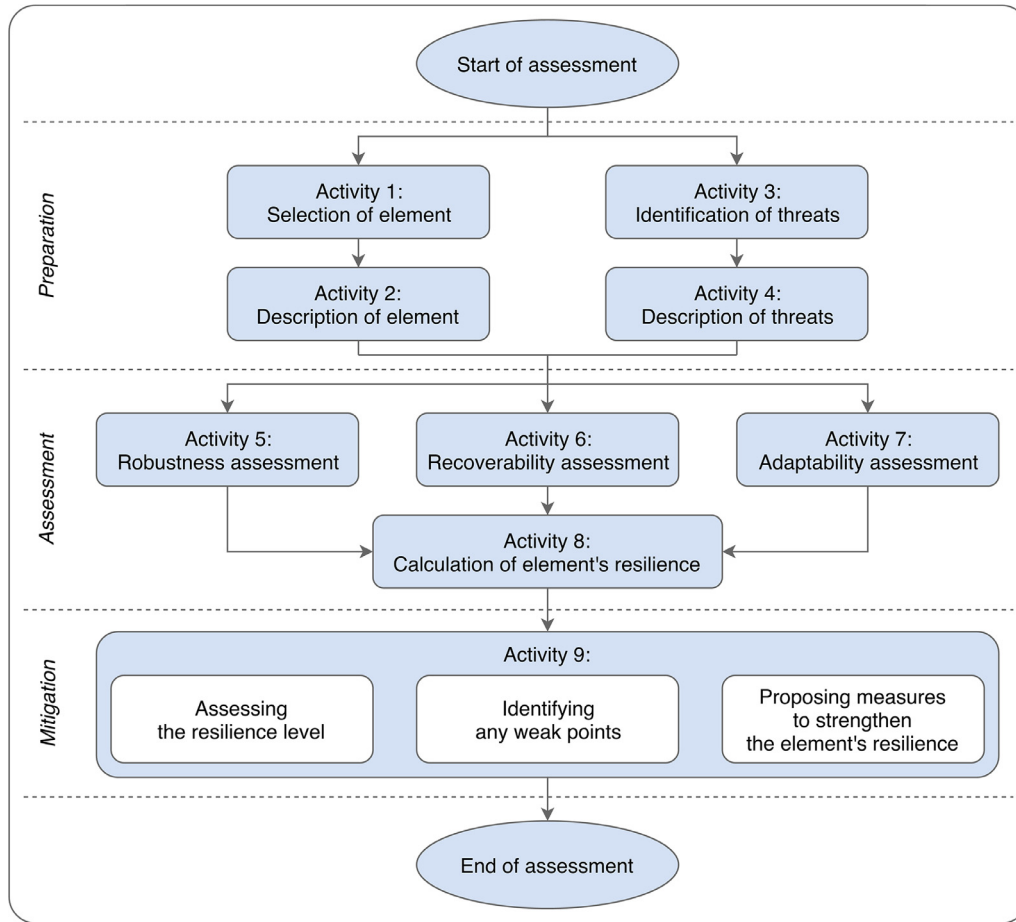 Start of assessment
Preparation
Activity 1:
Selection of element
Activity 3:
Identification of threats
Activity 2:
Description of element
Activity 4:
Description of threats
Assessment
Activity 5:
Robustness assessment
Activity 6:
Recoverability assessment
Activity 7:
Adaptability assessment
Activity 8:
Calculation of element's resilience
Mitigation
Activity 9:
Assessing
the resilience level
Identifying
any weak points
Proposing measures
to strengthen
the element's resilience
End of assessment